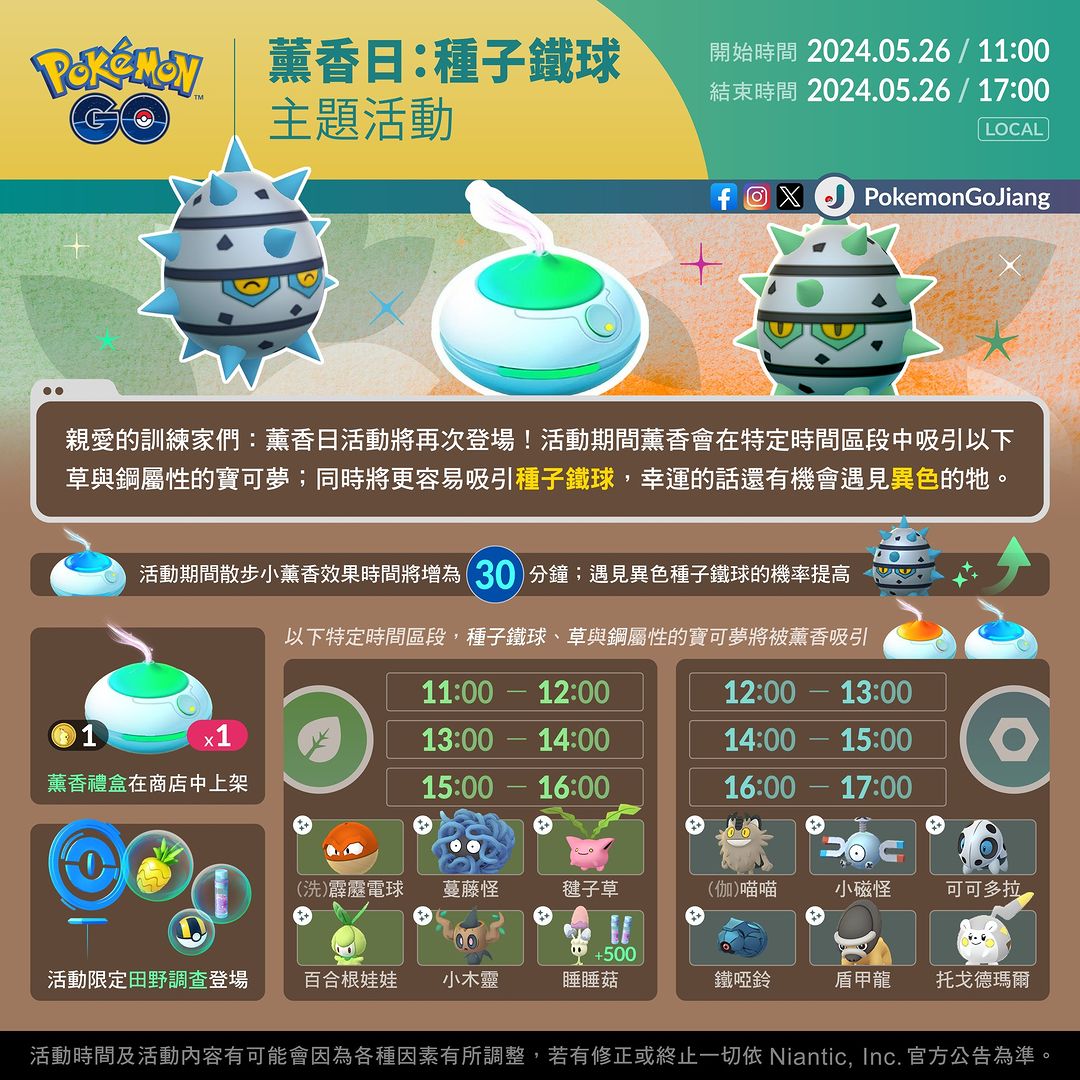 POKÉMON GO
TM
薰香日：種子鐵球
主題活動
開始時間 2024.05.26 / 11:00
結束時間 2024.05.26 / 17:00
LOCAL
PokemonGoJiang
親愛的訓練家們：薰香日活動將再次登場！活動期間薰香會在特定時間區段中吸引以下
草與鋼屬性的寶可夢；同時將更容易吸引種子鐵球，幸運的話還有機會遇見異色的牠。
活動期間散步小薰香效果時間將增為 30 分鐘；遇見異色種子鐵球的機率提高
以下特定時間區段，種子鐵球、草與鋼屬性的寶可夢將被薰香吸引
1
x1
薰香禮盒在商店中上架
活動限定田野調查登場
11:00 — 12:00
13:00 — 14:00
15:00 — 16:00
(洗)霹靂電球 蔓藤怪 毽子草
+500
百合根娃娃 小木靈 睡睡菇
12:00 — 13:00
14:00 — 15:00
16:00 — 17:00
(伽)喵喵 小磁怪 可可多拉
鐵啞鈴 盾甲龍 托戈德瑪爾
活動時間及活動內容有可能會因為各種因素有所調整，若有修正或終止一切依 Niantic, Inc. 官方公告為準。